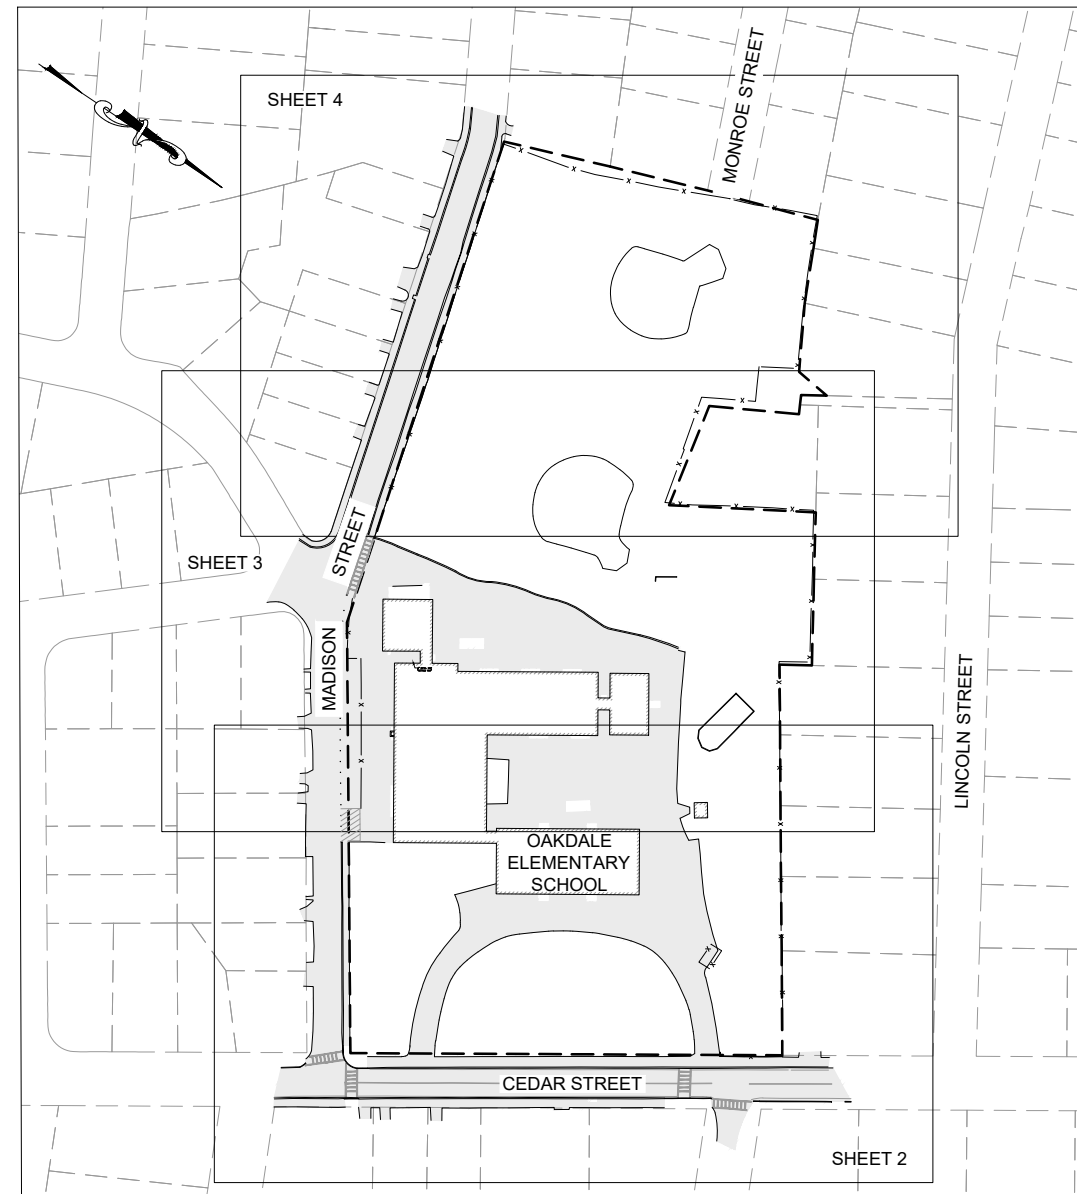 SHEET 4
MONROE STREET
SHEET 3
STREET
MADISON
LINCOLN STREET
OAKDALE
ELEMENTARY
SCHOOL
CEDAR STREET
SHEET 2